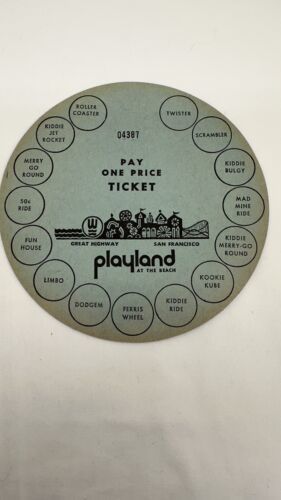 04387
PAY
ONE PRICE
TICKET
GREAT HIGHWAY
SAN FRANCISCO
playland
AT THE BEACH
ROLLER
COASTER
KIDDIE
JET
ROCKET
MERRY
GO
ROUND
50¢
RIDE
FUN
HOUSE
LIMBO
DODGEM
FERRIS
WHEEL
KIDDIE
RIDE
KOOKIE
KUBE
KIDDIE
MERRY-GO
ROUND
MAD
MINE
RIDE
KIDDIE
BULGY
SCRAMBLER
TWISTER